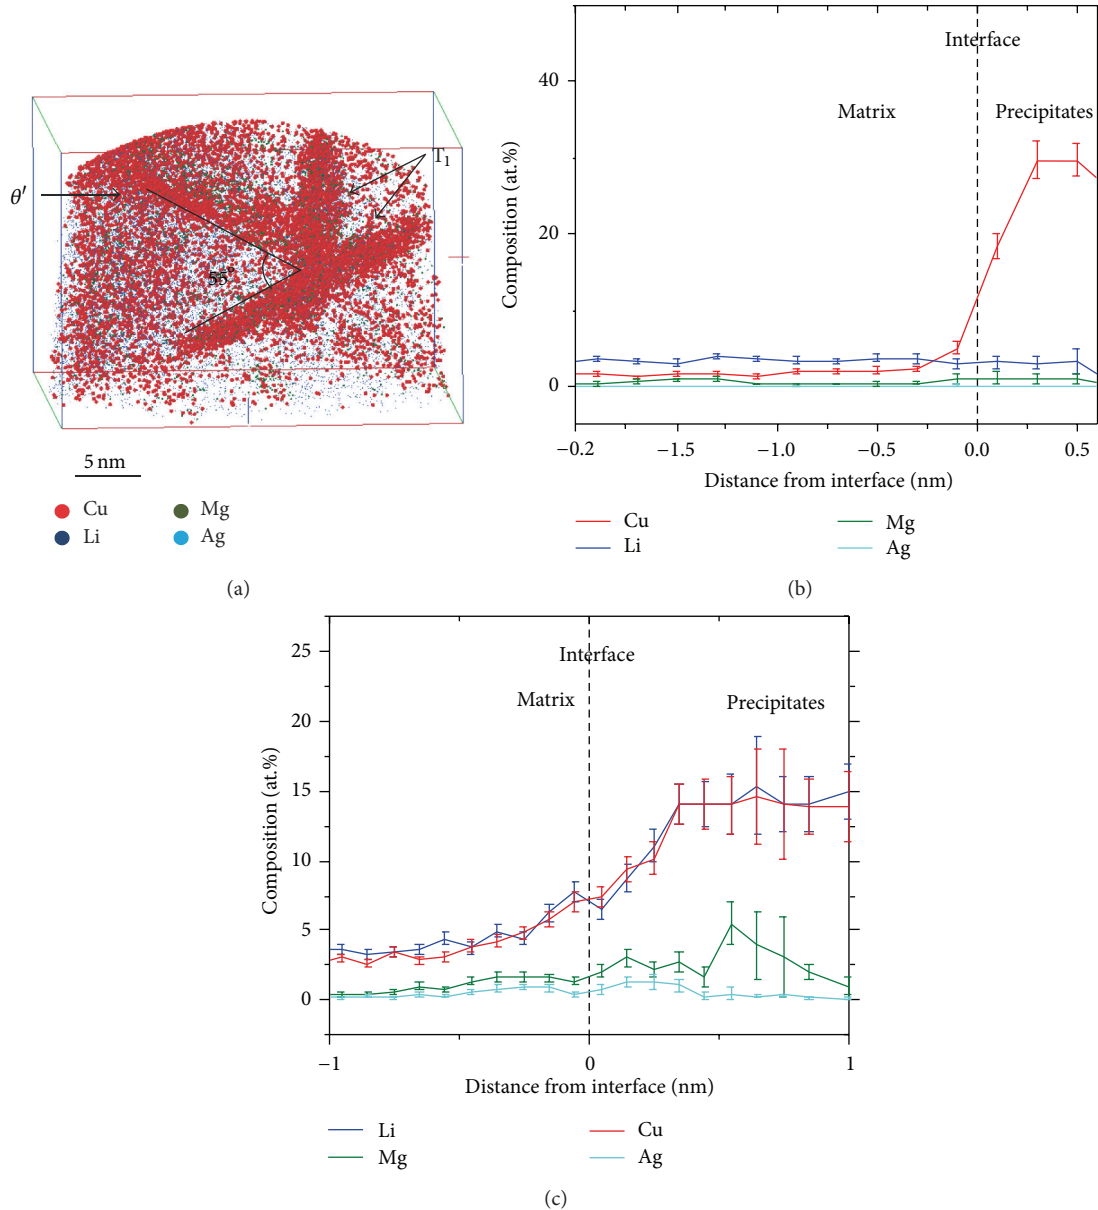 θ′
T₁
55°
5 nm
Cu
Mg
Li
Ag
(a)
Interface
Matrix
Precipitates
40
20
0
Composition (at.%)
−0.2
−1.5
−1.0
−0.5
0.0
0.5
Distance from interface (nm)
Cu
Mg
Li
Ag
(b)
Interface
Matrix
Precipitates
25
20
15
10
5
0
Composition (at.%)
−1
0
1
Distance from interface (nm)
Li
Cu
Mg
Ag
(c)